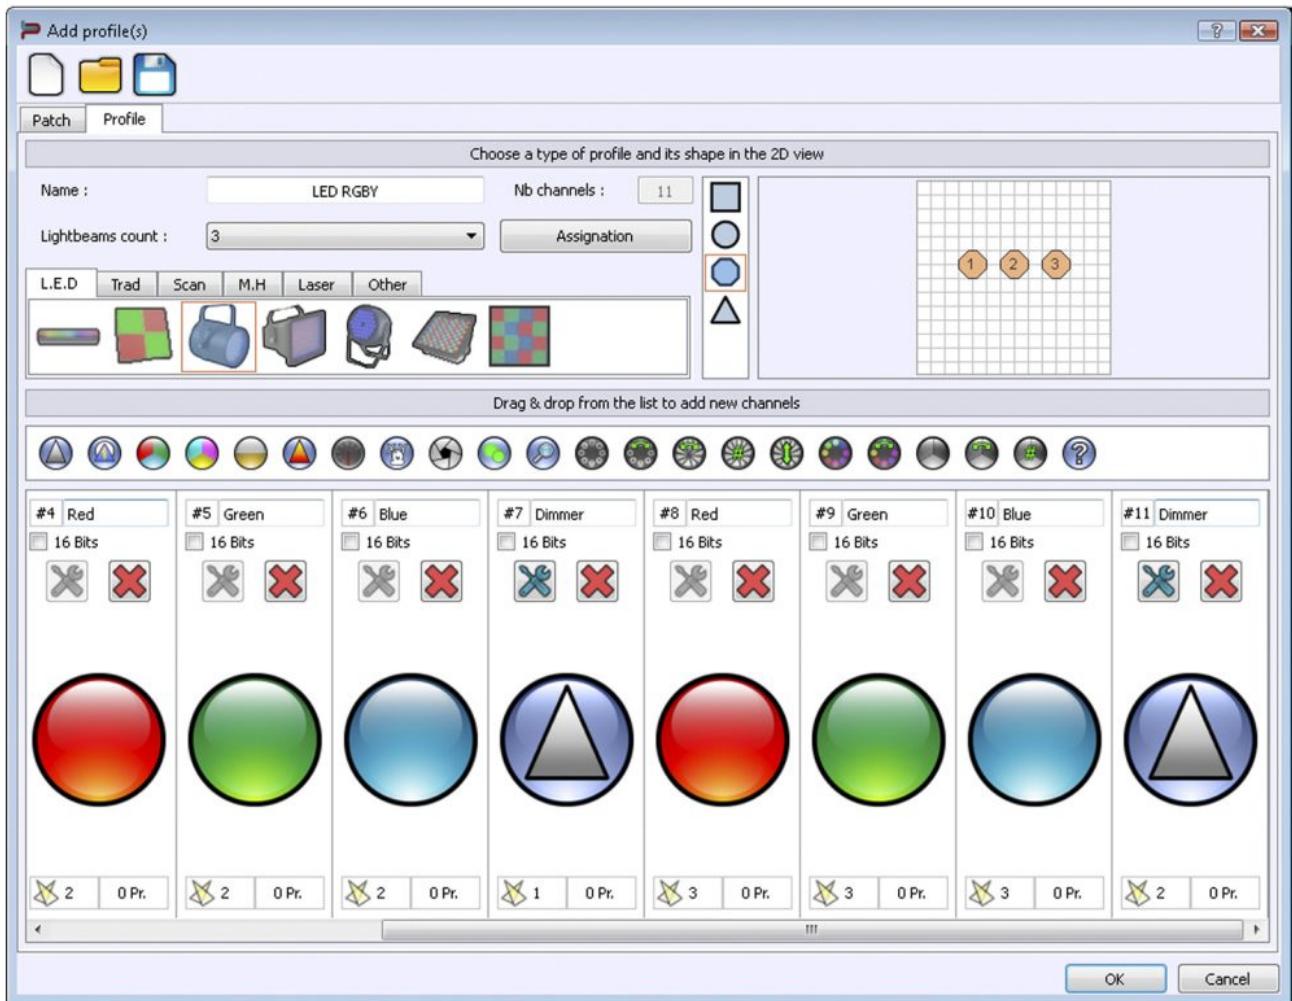 Add profile(s)
Patch Profile
Choose a type of profile and its shape in the 2D view
Name : LED RGBY Nb channels : 11
Lightbeams count : 3 Assignation
1 2 3
L.E.D Trad Scan M.H Laser Other
Drag & drop from the list to add new channels
#4 Red #5 Green #6 Blue #7 Dimmer #8 Red #9 Green #10 Blue #11 Dimmer
16 Bits 16 Bits 16 Bits 16 Bits 16 Bits 16 Bits 16 Bits 16 Bits
2 0 Pr. 2 0 Pr. 2 0 Pr. 1 0 Pr. 3 0 Pr. 3 0 Pr. 3 0 Pr. 2 0 Pr.
OK Cancel